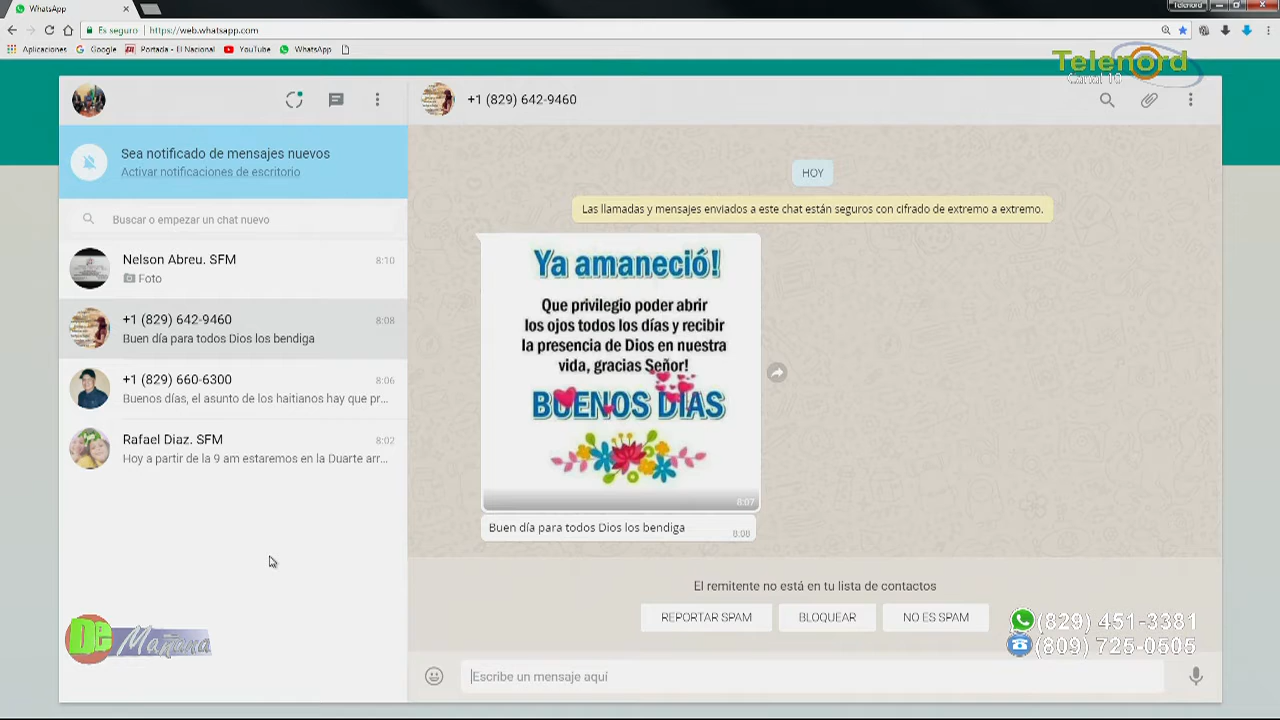 WhatsApp
Telenord
Es seguro | https://web.whatsapp.com
Aplicaciones
Google
Portada - El Nacional
YouTube
WhatsApp
Telenord
Canal 10
+1 (829) 642-9460
Sea notificado de mensajes nuevos
Activar notificaciones de escritorio
Buscar o empezar un chat nuevo
Nelson Abreu. SFM
8:10
Foto
+1 (829) 642-9460
8:08
Buen día para todos Dios los bendiga
+1 (829) 660-6300
8:06
Buenos días, el asunto de los haitianos hay que pr...
Rafael Diaz. SFM
8:02
Hoy a partir de la 9 am estaremos en la Duarte arr...
De Mañana
HOY
Las llamadas y mensajes enviados a este chat están seguros con cifrado de extremo a extremo.
Ya amaneció!
Que privilegio poder abrir
los ojos todos los días y recibir
la presencia de Dios en nuestra
vida, gracias Señor!
BUENOS DIAS
8:07
Buen día para todos Dios los bendiga
8:08
El remitente no está en tu lista de contactos
REPORTAR SPAM
BLOQUEAR
NO ES SPAM
(829) 451-3381
(809) 725-0505
Escribe un mensaje aquí